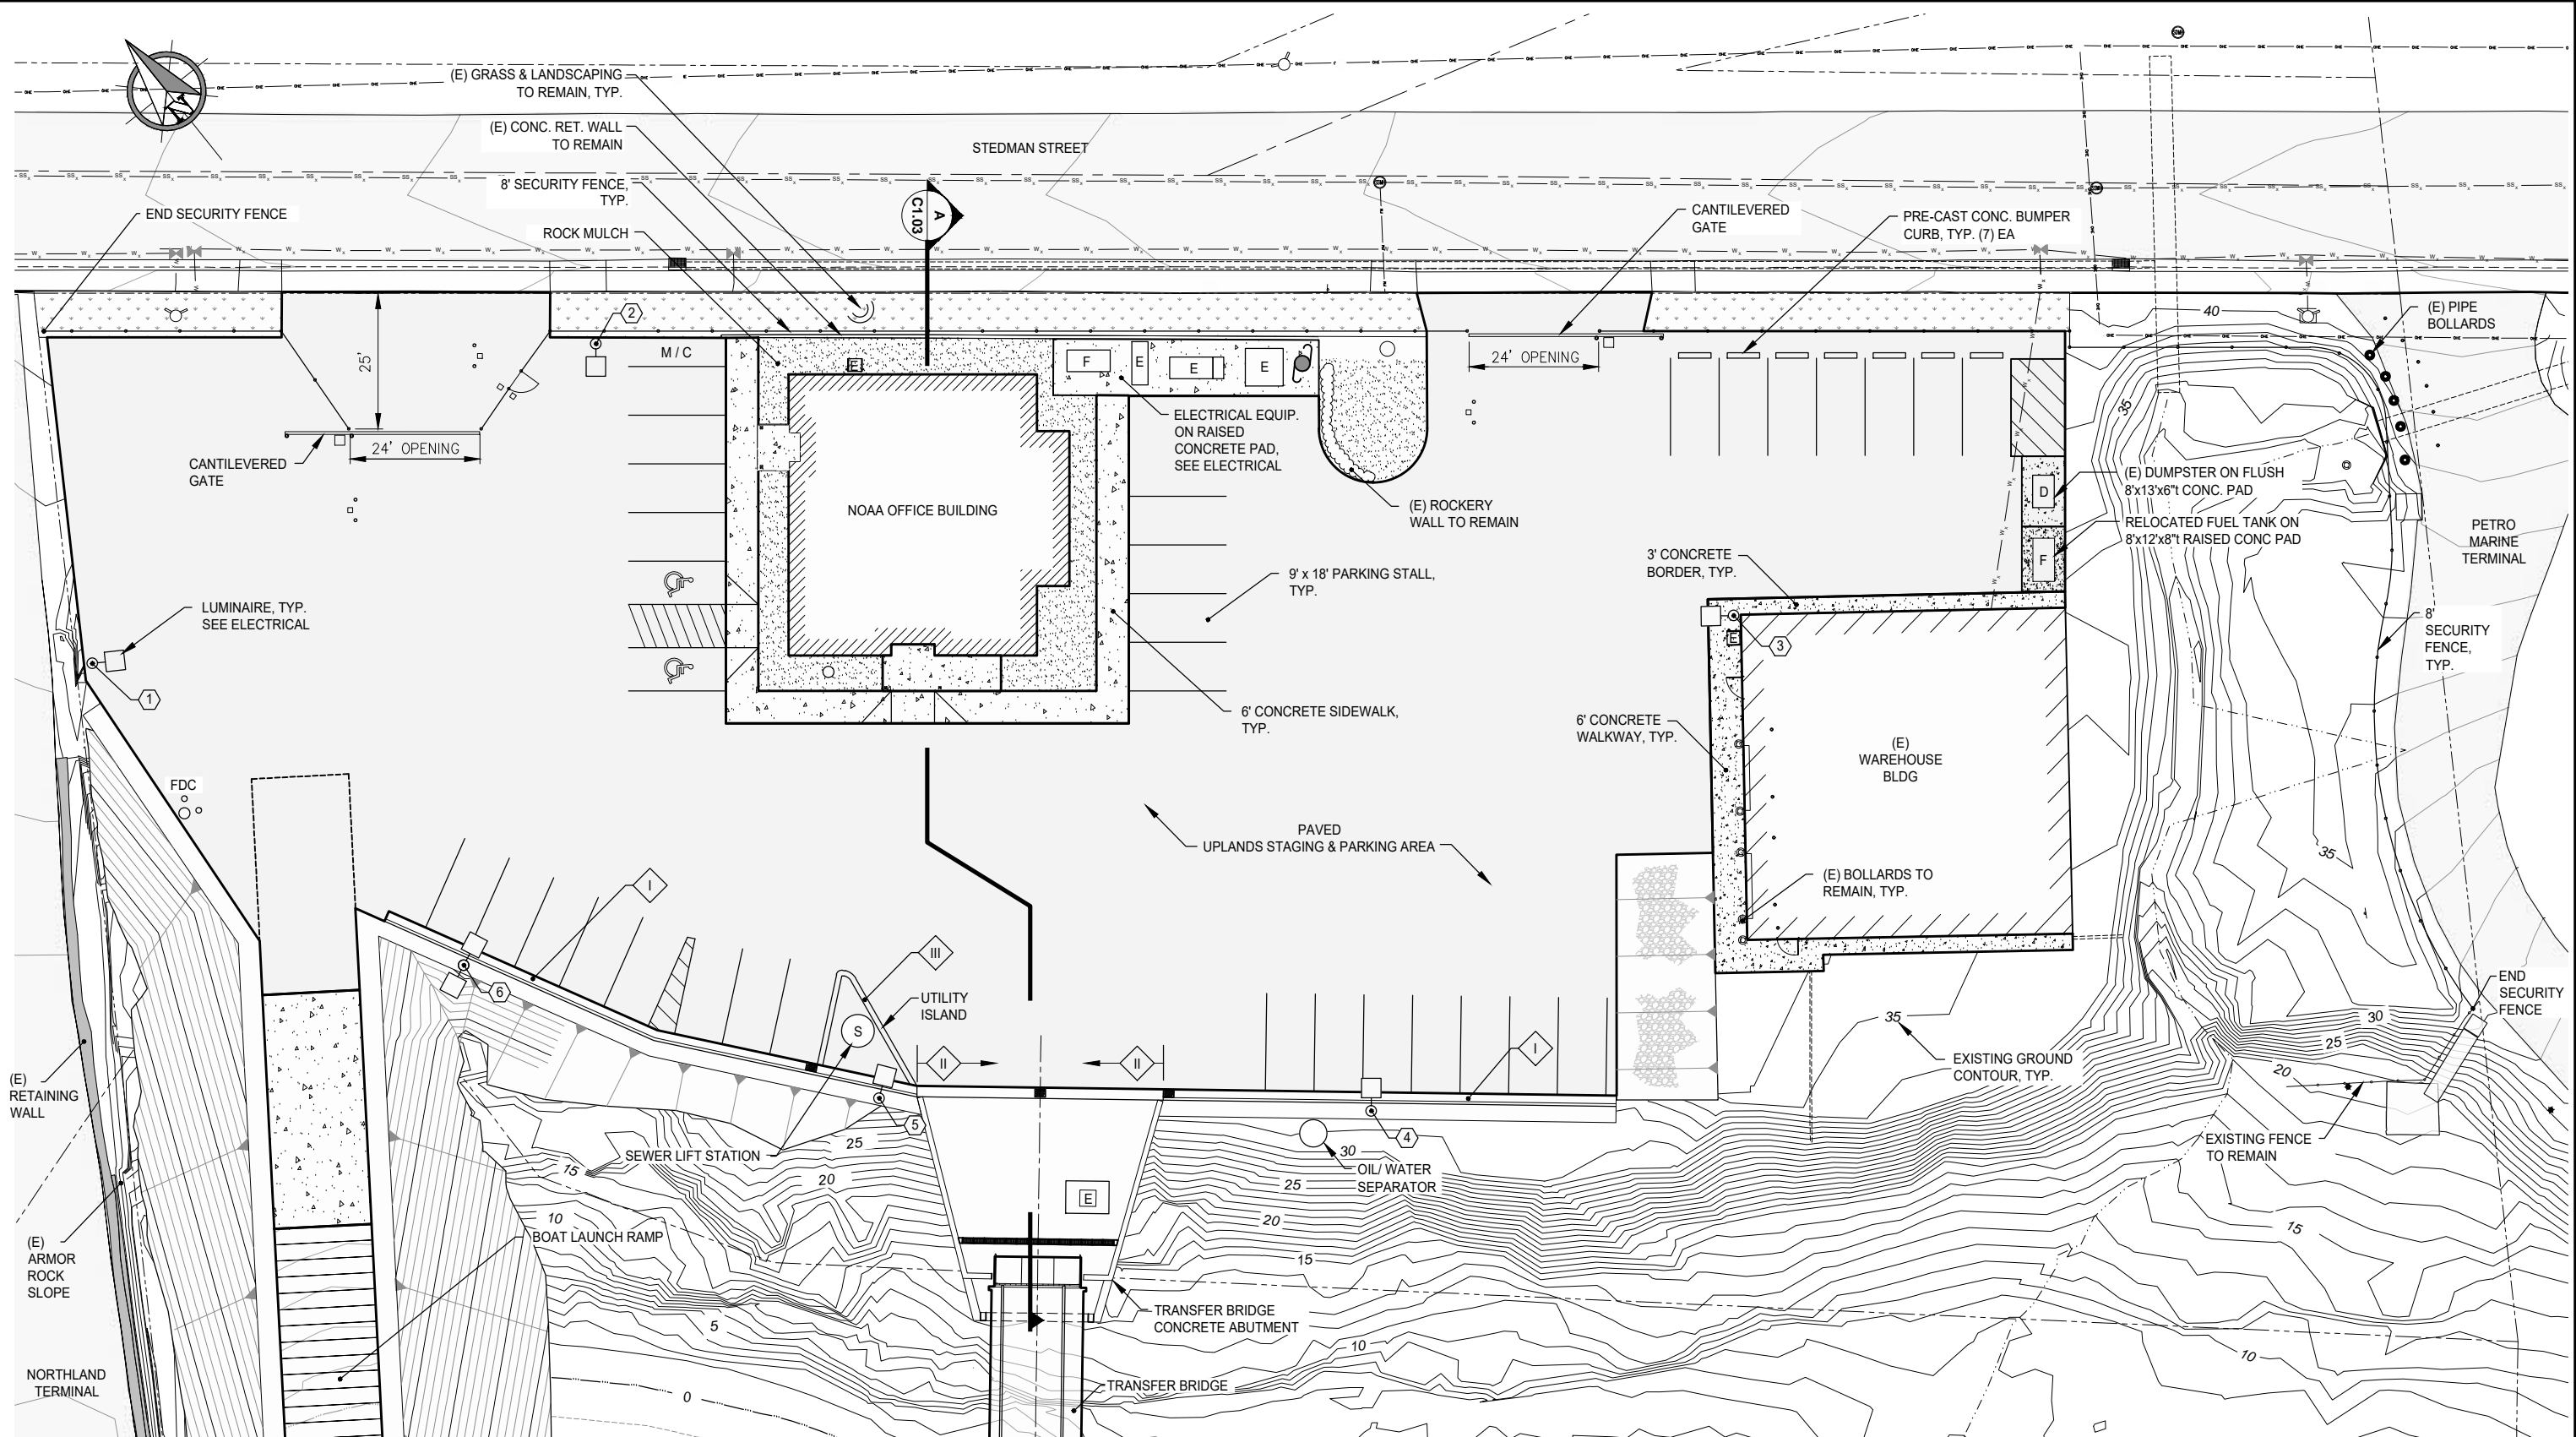 (E) GRASS & LANDSCAPING
TO REMAIN, TYP.
(E) CONC. RET. WALL
TO REMAIN
STEDMAN STREET
8' SECURITY FENCE,
TYP.
END SECURITY FENCE
ROCK MULCH
A
C1.03
CANTILEVERED
GATE
PRE-CAST CONC. BUMPER
CURB, TYP. (7) EA
2
40
(E) PIPE
BOLLARDS
25'
M / C
E
F
E
E
E
24' OPENING
35
24' OPENING
CANTILEVERED
GATE
ELECTRICAL EQUIP.
ON RAISED
CONCRETE PAD,
SEE ELECTRICAL
(E) ROCKERY
WALL TO REMAIN
NOAA OFFICE BUILDING
D
(E) DUMPSTER ON FLUSH
8'x13'x6"t CONC. PAD
RELOCATED FUEL TANK ON
8'x12'x8"t RAISED CONC PAD
F
PETRO
MARINE
TERMINAL
3' CONCRETE
BORDER, TYP.
9' x 18' PARKING STALL,
TYP.
LUMINAIRE, TYP.
SEE ELECTRICAL
8'
SECURITY
FENCE,
TYP.
E
3
1
6' CONCRETE SIDEWALK,
TYP.
6' CONCRETE
WALKWAY, TYP.
(E)
WAREHOUSE
BLDG
FDC
PAVED
UPLANDS STAGING & PARKING AREA
35
I
(E) BOLLARDS TO
REMAIN, TYP.
III
6
UTILITY
ISLAND
S
END
SECURITY
FENCE
35
30
25
20
II
II
I
EXISTING GROUND
CONTOUR, TYP.
(E)
RETAINING
WALL
5
4
25
SEWER LIFT STATION
15
20
30
OIL/ WATER
SEPARATOR
25
EXISTING FENCE
TO REMAIN
E
10
20
15
BOAT LAUNCH RAMP
15
(E)
ARMOR
ROCK
SLOPE
TRANSFER BRIDGE
CONCRETE ABUTMENT
5
10
10
NORTHLAND
TERMINAL
TRANSFER BRIDGE
0